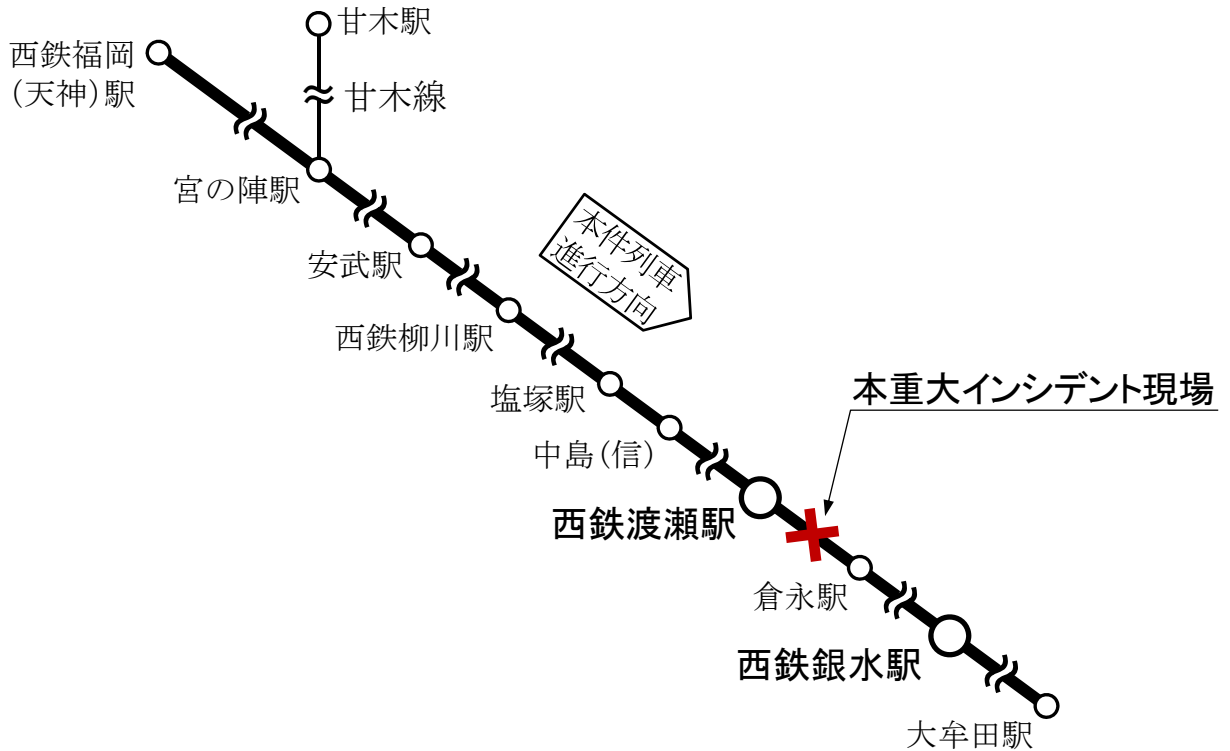 甘木駅
西鉄福岡
(天神)駅
甘木線
宮の陣駅
本件列車
進行方向
安武駅
西鉄柳川駅
塩塚駅
本重大インシデント現場
中島(信)
西鉄渡瀬駅
倉永駅
西鉄銀水駅
大牟田駅